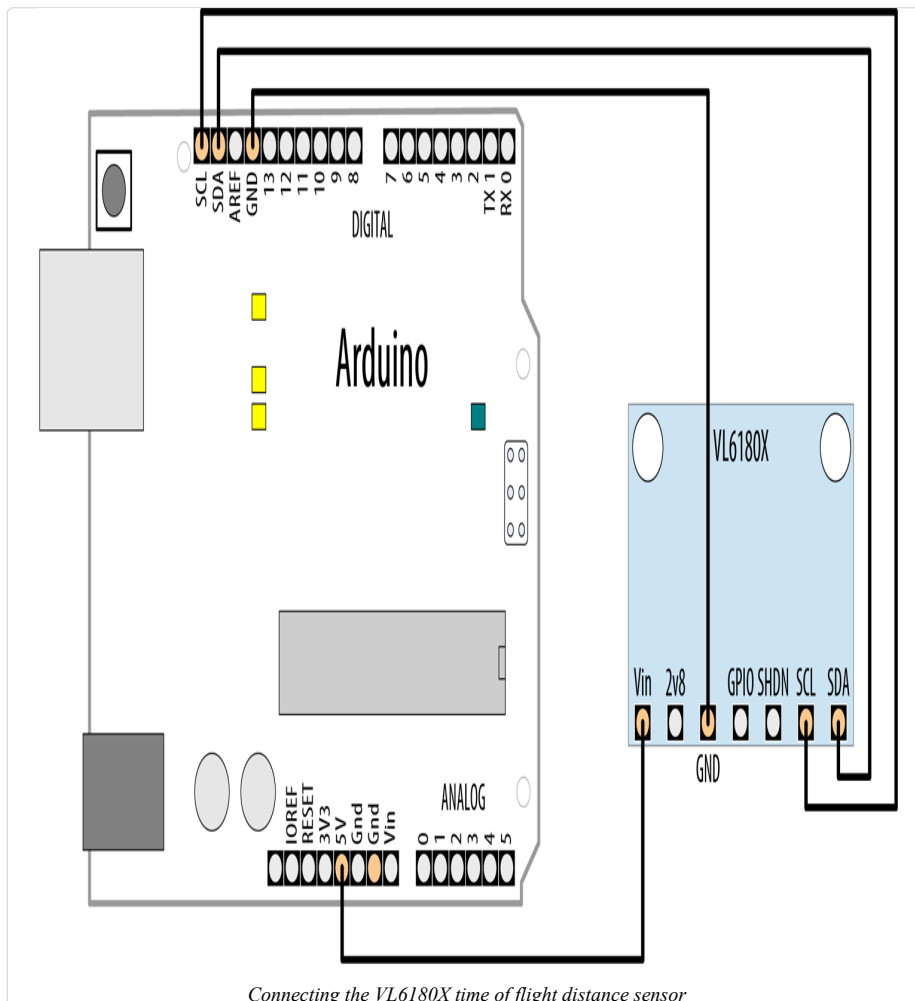 SCL
SDA
AREF
GND
13
12
11
10
9
8
7
6
5
4
3
2
TX 1
RX 0
DIGITAL
Arduino
VL6180X
Vin 2v8 GPIO SHDN SCL SDA
GND
ANALOG
IOREF
RESET
3V3
5V
Gnd
Gnd
Vin
0
1
2
3
4
5
Connecting the VL6180X time of flight distance sensor